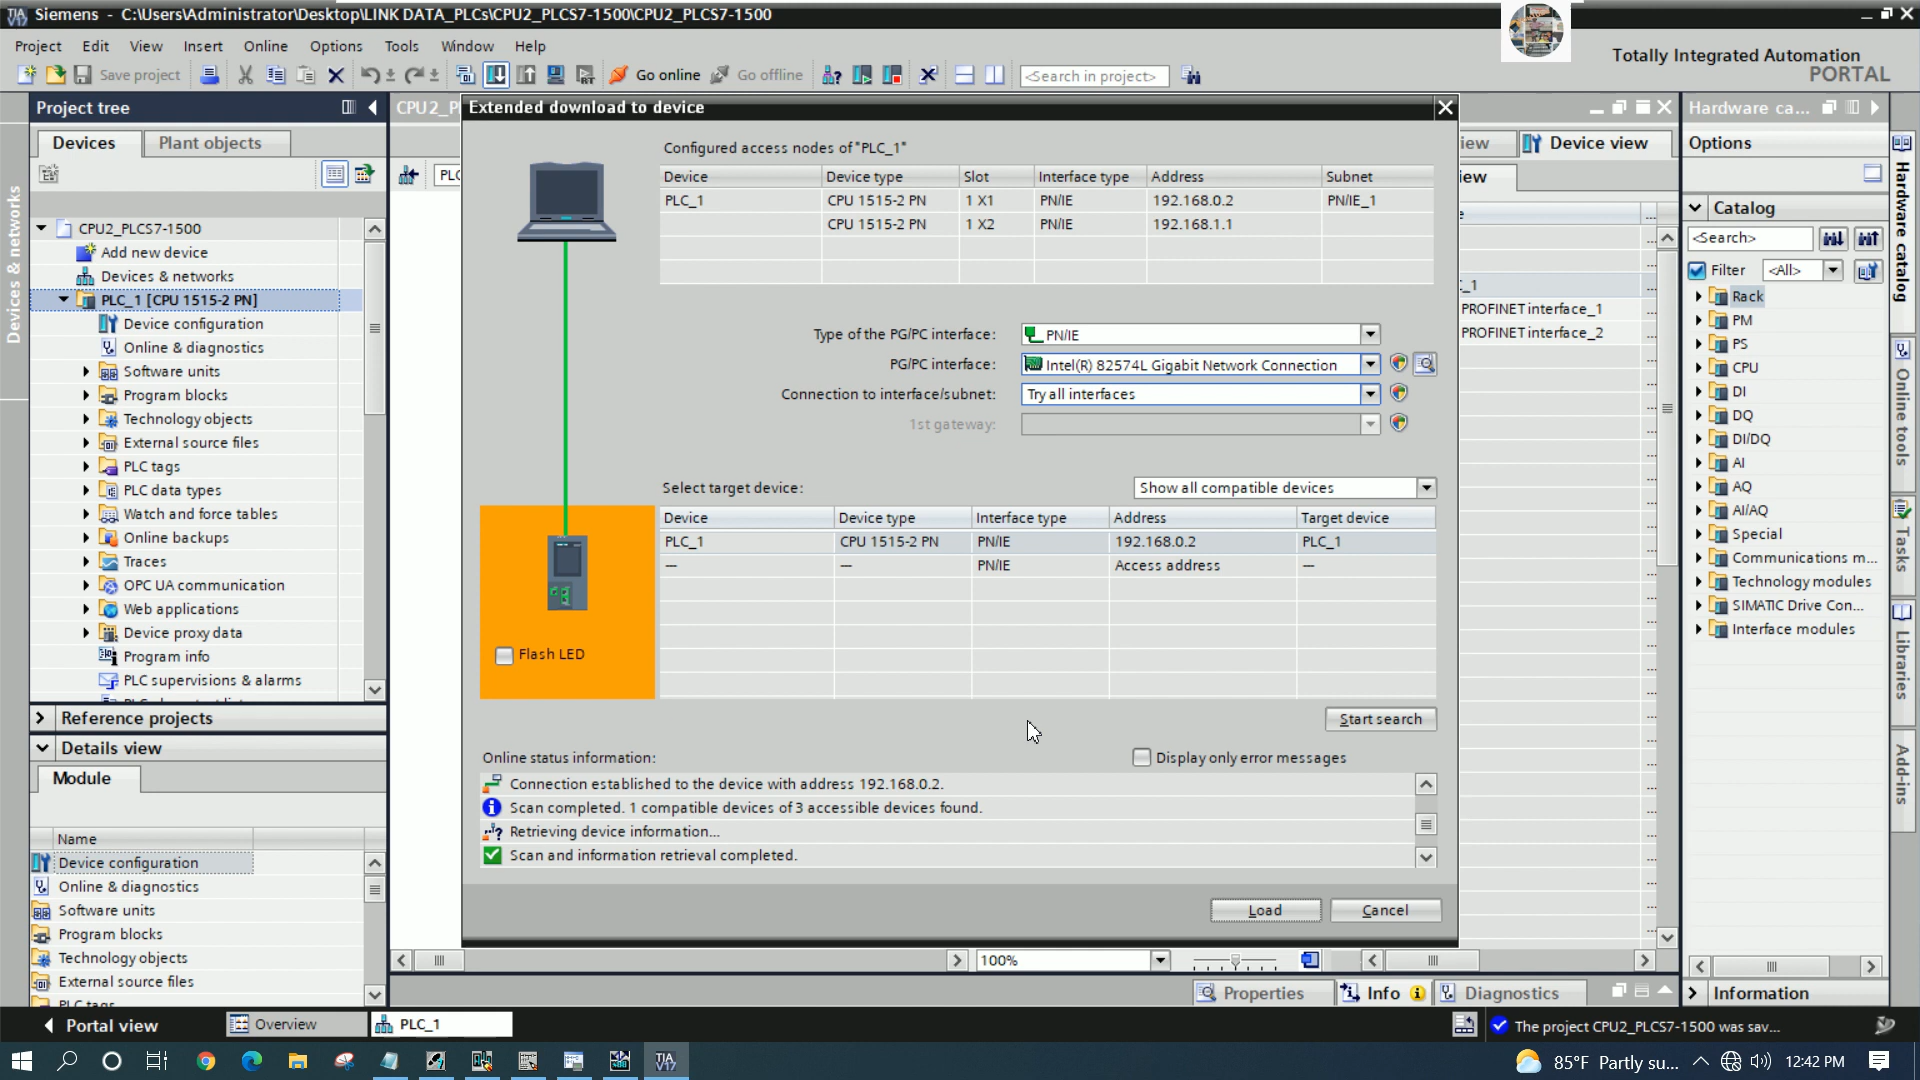 Siemens - C:\Users\Administrator\Desktop\LINK DATA_PLCs\CPU2_PLCS7-1500\CPU2_PLCS7-1500
Project Edit View Insert Online Options Tools Window Help
Totally Integrated Automation
PORTAL
Save project
Go online
Go offline
<Search in project>
Project tree
Devices
Plant objects
Devices & networks
CPU2_PLCS7-1500
Add new device
Devices & networks
PLC_1 [CPU 1515-2 PN]
Device configuration
Online & diagnostics
Software units
Program blocks
Technology objects
External source files
PLC tags
PLC data types
Watch and force tables
Online backups
Traces
OPC UA communication
Web applications
Device proxy data
Program info
PLC supervisions & alarms
Reference projects
Details view
Module
Name
Device configuration
Online & diagnostics
Software units
Program blocks
Technology objects
External source files
PLC tags
CPU2_P
PLC
Extended download to device
Configured access nodes of "PLC_1"
Device Device type Slot Interface type Address Subnet
PLC_1 CPU 1515-2 PN 1 X1 PN/IE 192.168.0.2 PN/IE_1
CPU 1515-2 PN 1 X2 PN/IE 192.168.1.1
Type of the PG/PC interface: PN/IE
PG/PC interface: Intel(R) 82574L Gigabit Network Connection
Connection to interface/subnet: Try all interfaces
1st gateway:
Select target device: Show all compatible devices
Device Device type Interface type Address Target device
PLC_1 CPU 1515-2 PN PN/IE 192.168.0.2 PLC_1
— — PN/IE Access address —
Flash LED
Start search
Online status information:
Display only error messages
Connection established to the device with address 192.168.0.2.
Scan completed. 1 compatible devices of 3 accessible devices found.
Retrieving device information...
Scan and information retrieval completed.
Load
Cancel
iew
Device view
iew
_1
PROFINET interface_1
PROFINET interface_2
100%
Properties
Info
Diagnostics
Hardware ca...
Options
Catalog
<Search>
Filter
<All>
Rack
PM
PS
CPU
DI
DQ
DI/DQ
AI
AQ
AI/AQ
Special
Communications m...
Technology modules
SIMATIC Drive Con...
Interface modules
Information
Hardware catalog
Online tools
Tasks
Libraries
Add-ins
Portal view
Overview
PLC_1
The project CPU2_PLCS7-1500 was sav...
TIA
V17
85°F Partly su...
12:42 PM